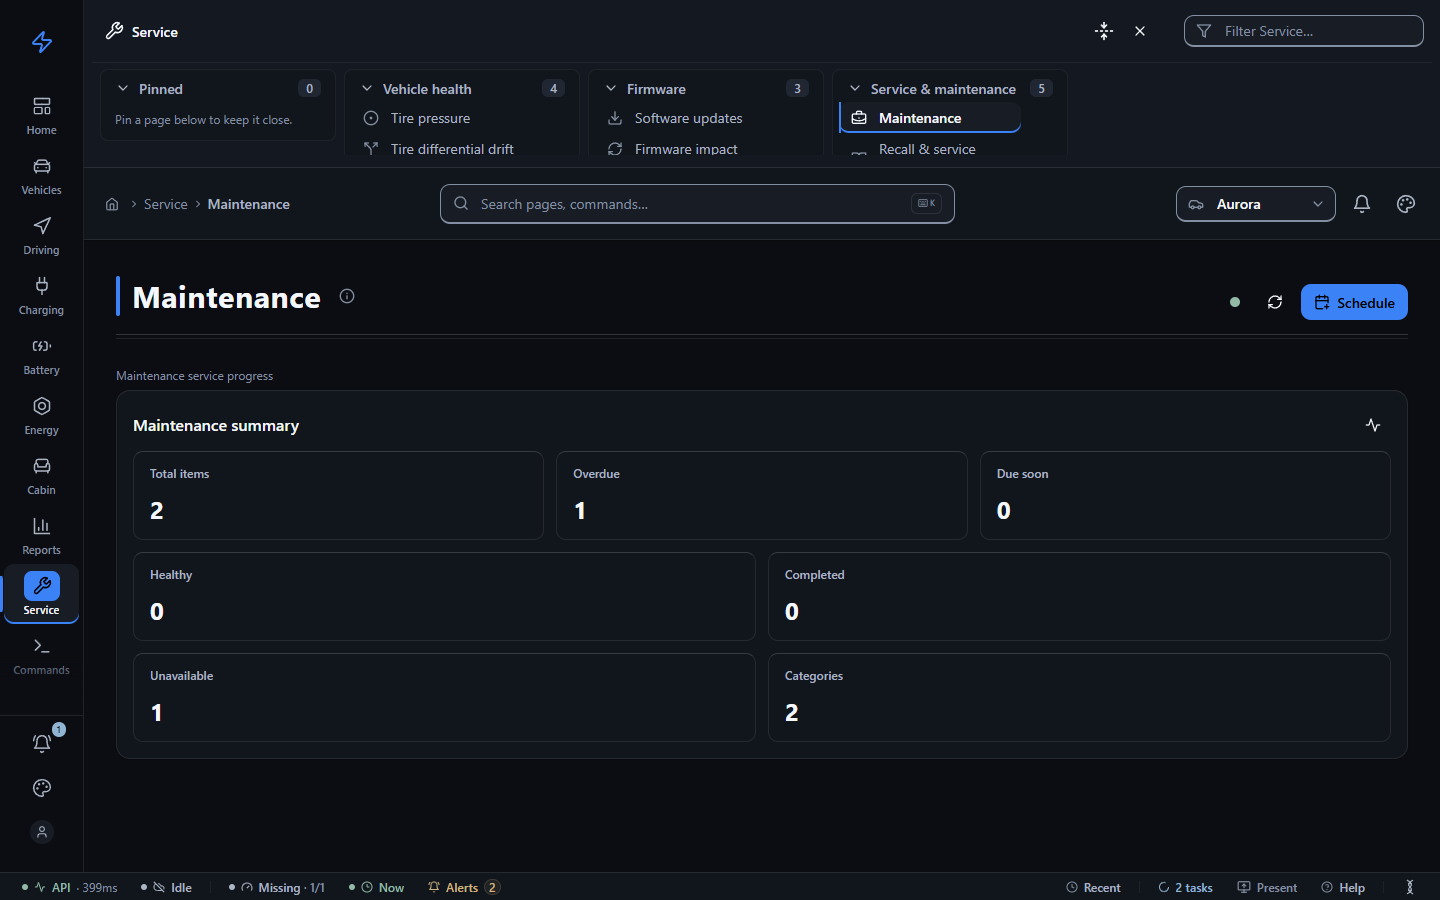 Service
Filter Service...
Pinned 0
Pin a page below to keep it close.
Vehicle health 4
Tire pressure
Tire differential drift
Firmware 3
Software updates
Firmware impact
Service & maintenance 5
Maintenance
Recall & service
Home
Vehicles
Driving
Charging
Battery
Energy
Cabin
Reports
Service
Commands
1
Service
Maintenance
Search pages, commands...
K
Aurora
Maintenance
Schedule
Maintenance service progress
Maintenance summary
Total items
2
Overdue
1
Due soon
0
Healthy
0
Completed
0
Unavailable
1
Categories
2
API · 399ms
Idle
Missing · 1/1
Now
Alerts 2
Recent
2 tasks
Present
Help